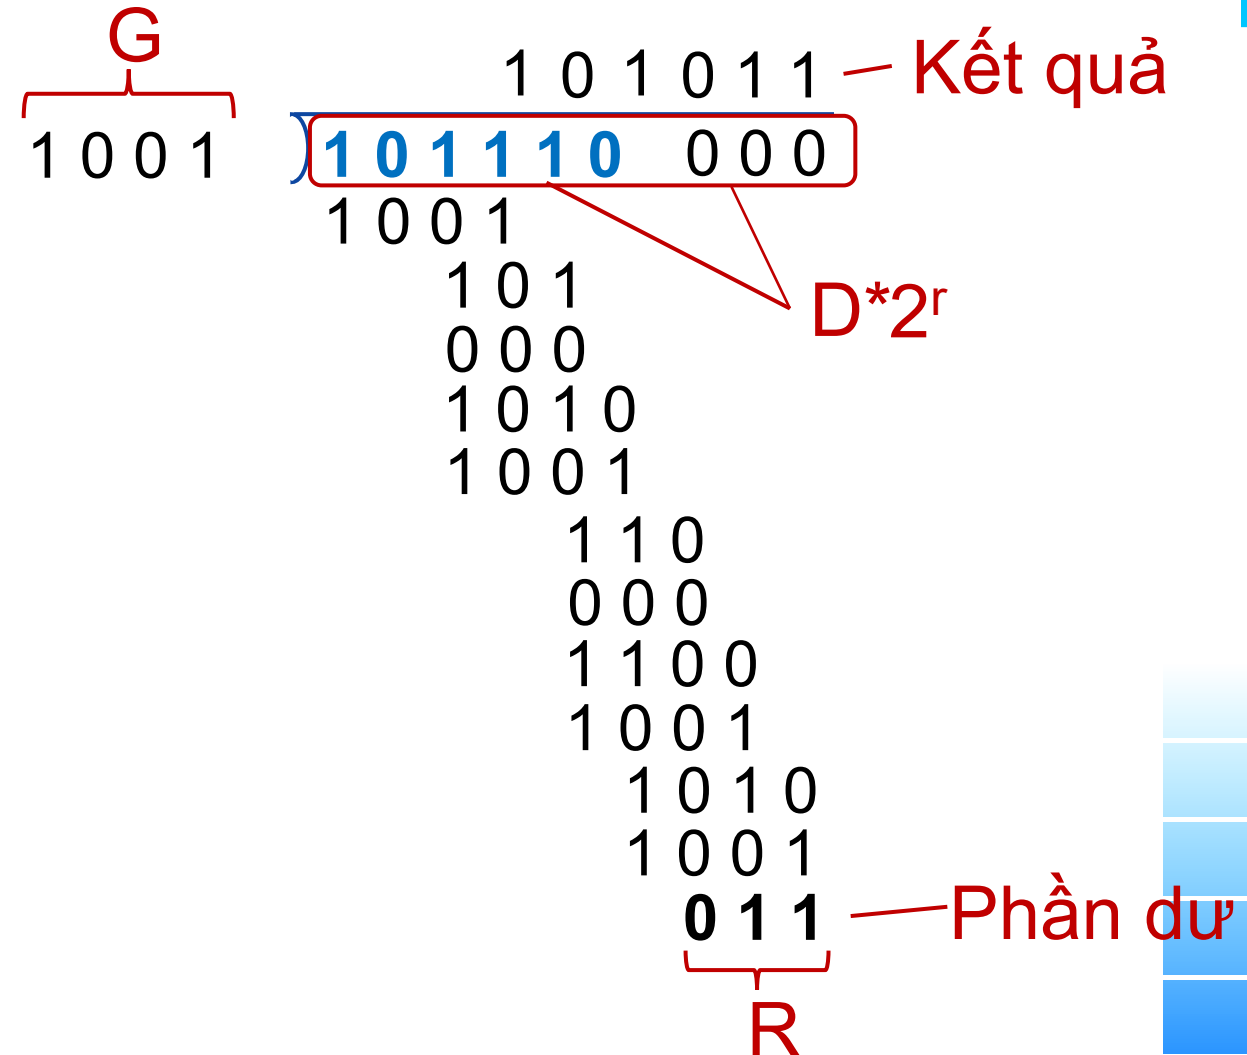 G
1 0 1 0 1 1 Kết quả
1 0 0 1 1 0 1 1 1 0 0 0 0
1 0 0 1
1 0 1
D*2r
0 0 0
1 0 1 0
1 0 0 1
1 1 0
0 0 0
1 1 0 0
1 0 0 1
1 0 1 0
1 0 0 1
0 1 1 Phần dư
R